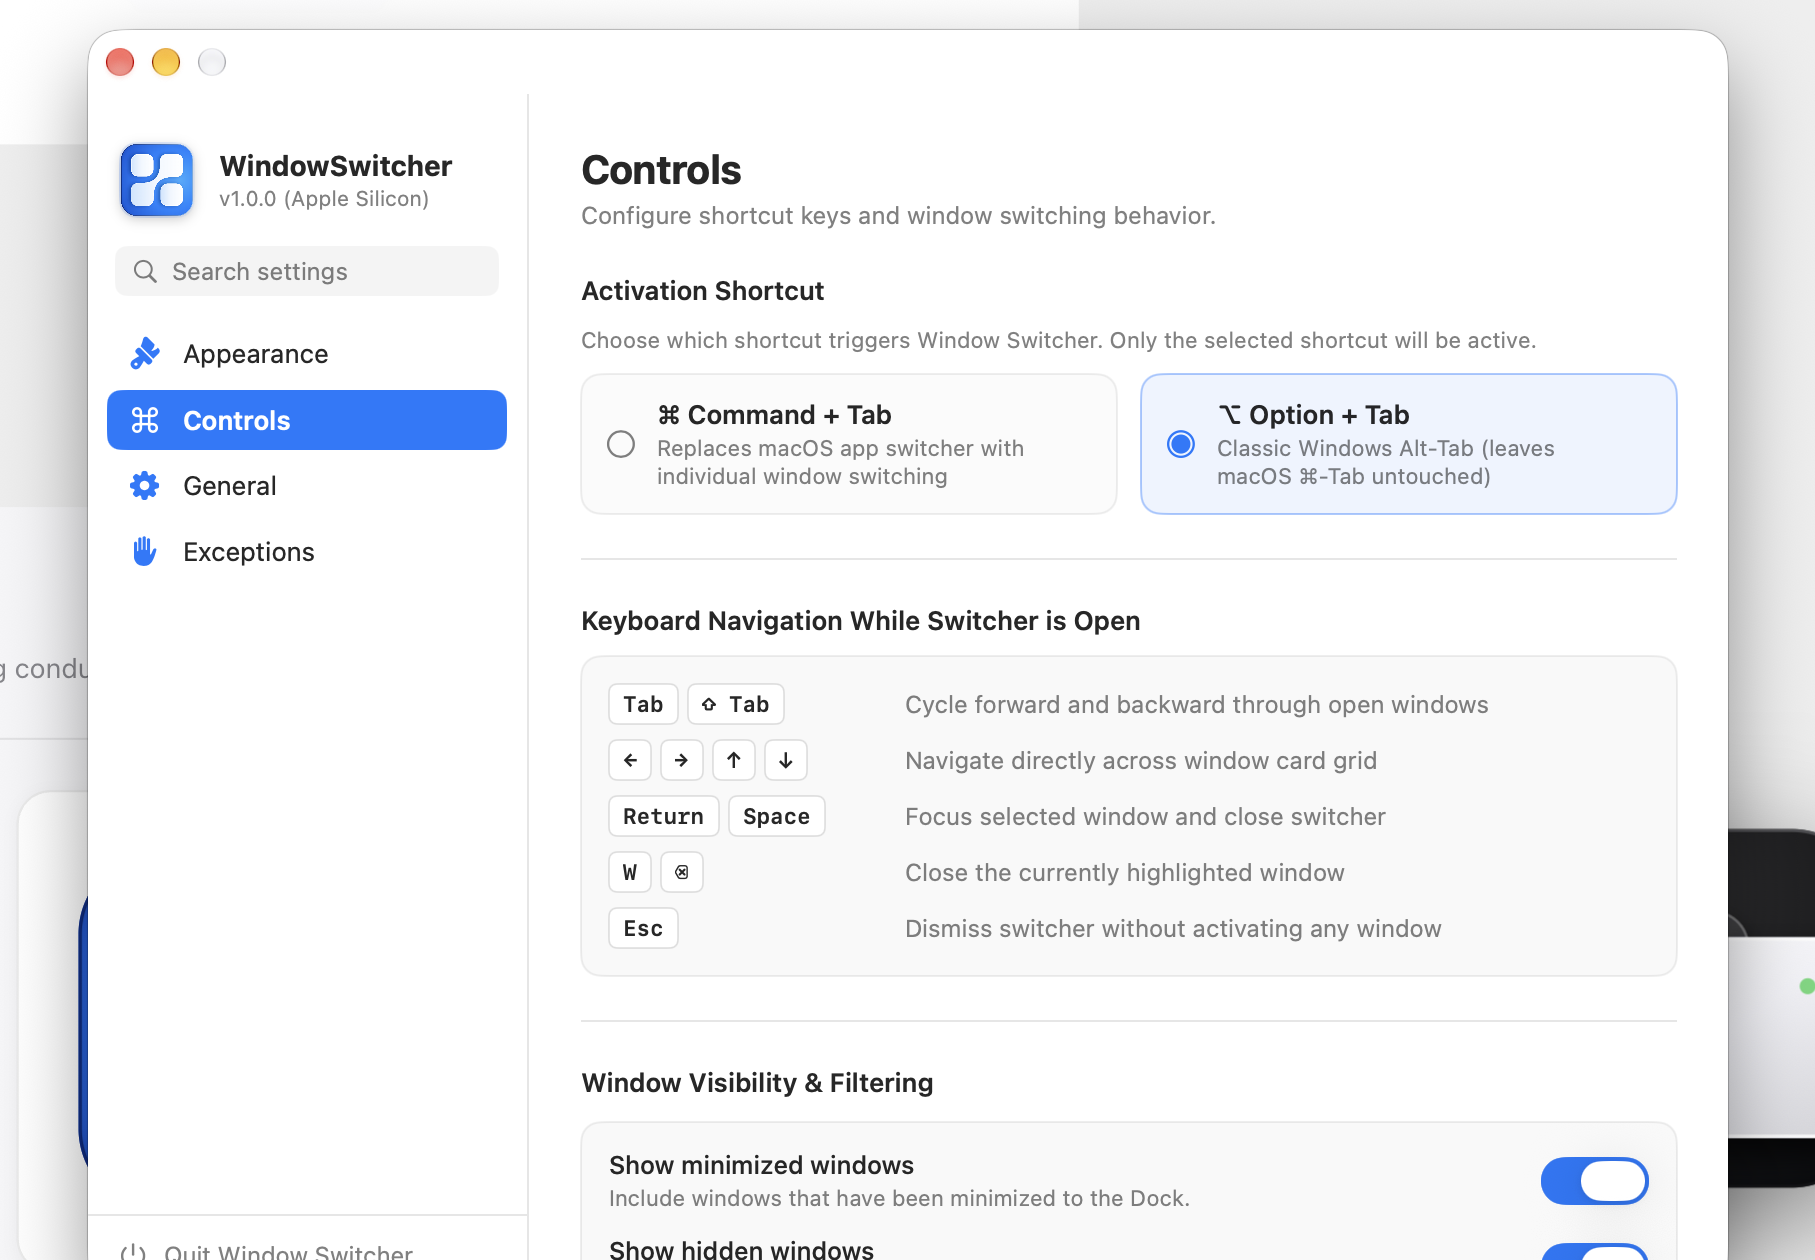 WindowSwitcher
v1.0.0 (Apple Silicon)
Search settings
Appearance
Controls
General
Exceptions
Quit Window Switcher
Controls
Configure shortcut keys and window switching behavior.
Activation Shortcut
Choose which shortcut triggers Window Switcher. Only the selected shortcut will be active.
⌘ Command + Tab
Replaces macOS app switcher with
individual window switching
⌥ Option + Tab
Classic Windows Alt-Tab (leaves
macOS ⌘-Tab untouched)
Keyboard Navigation While Switcher is Open
Tab ⇧ Tab Cycle forward and backward through open windows
← → ↑ ↓ Navigate directly across window card grid
Return Space Focus selected window and close switcher
W ⌫ Close the currently highlighted window
Esc Dismiss switcher without activating any window
Window Visibility & Filtering
Show minimized windows
Include windows that have been minimized to the Dock.
Show hidden windows